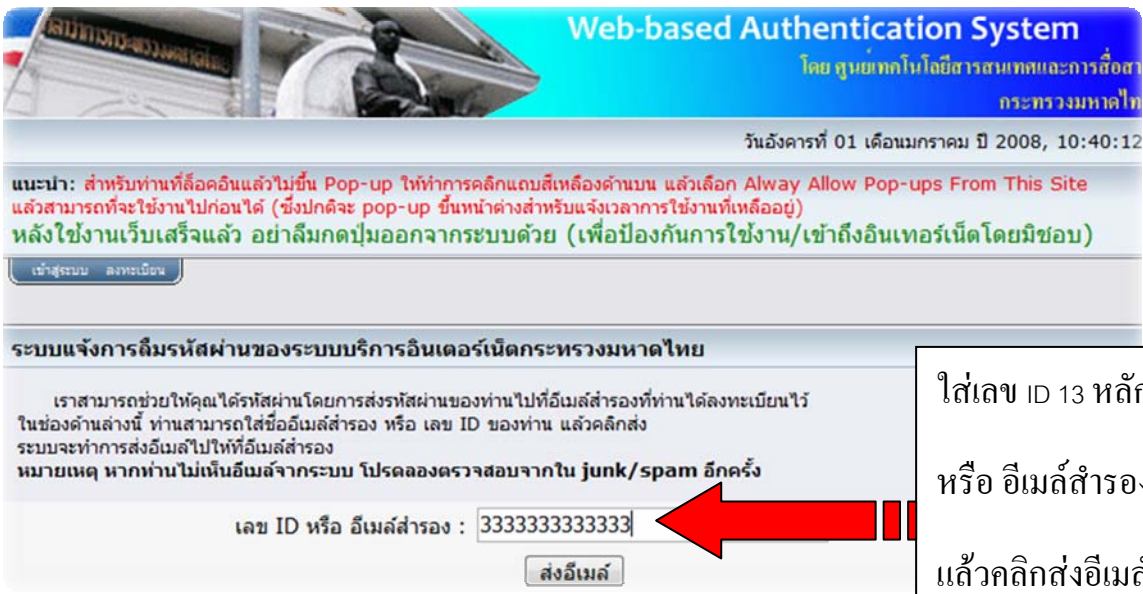 ศาลาว่าการกระทรวงมหาดไทย
Web-based Authentication System
โดย ศูนย์เทคโนโลยีสารสนเทศและการสื่อสา
กระทรวงมหาดไท
วันอังคารที่ 01 เดือนมกราคม ปี 2008, 10:40:12
แนะนำ: สำหรับท่านที่ล็อคอินแล้วไม่ขึ้น Pop-up ให้ทำการคลิกแถบสีเหลืองด้านบน แล้วเลือก Alway Allow Pop-ups From This Site
แล้วสามารถที่จะใช้งานไปก่อนได้ (ซึ่งปกติจะ pop-up ขึ้นหน้าต่างสำหรับแจ้งเวลาการใช้งานที่เหลืออยู่)
หลังใช้งานเว็บเสร็จแล้ว อย่าลืมกดปุ่มออกจากระบบด้วย (เพื่อป้องกันการใช้งาน/เข้าถึงอินเทอร์เน็ตโดยมิชอบ)
เข้าสู่ระบบ ลงทะเบียน
ระบบแจ้งการลืมรหัสผ่านของระบบบริการอินเตอร์เน็ตกระทรวงมหาดไทย
เราสามารถช่วยให้คุณได้รหัสผ่านโดยการส่งรหัสผ่านของท่านไปที่อีเมล์สำรองที่ท่านได้ลงทะเบียนไว้
ในช่องด้านล่างนี้ ท่านสามารถใส่ชื่ออีเมล์สำรอง หรือ เลข ID ของท่าน แล้วคลิกส่ง
ระบบจะทำการส่งอีเมล์ไปให้ที่อีเมล์สำรอง
หมายเหตุ หากท่านไม่เห็นอีเมล์จากระบบ โปรดลองตรวจสอบจากใน junk/spam อีกครั้ง
เลข ID หรือ อีเมล์สำรอง : 3333333333333
ส่งอีเมล์
ใส่เลข ID 13 หลัก
หรือ อีเมล์สำรอง
แล้วคลิกส่งอีเมล์